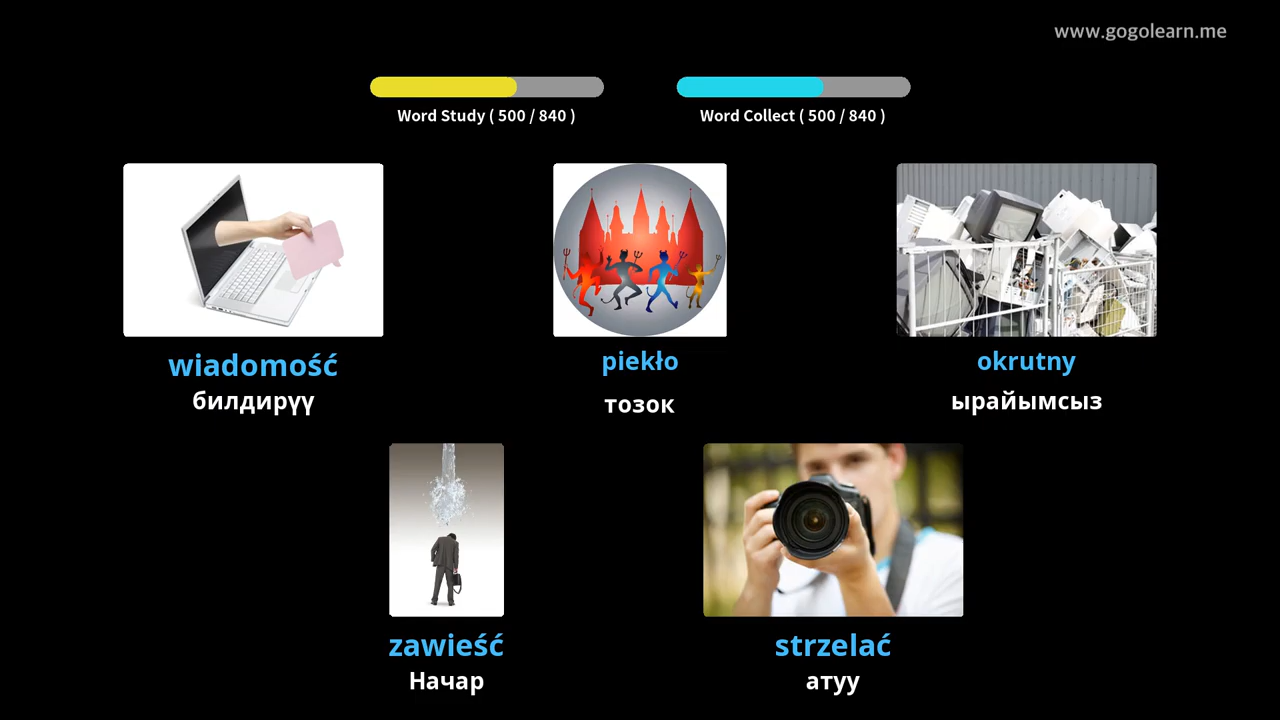 www.gogolearn.me
Word Study ( 500 / 840 )
Word Collect ( 500 / 840 )
wiadomość
билдирүү
piekło
тозок
okrutny
ырайымсыз
zawieść
Начар
strzelać
атуу